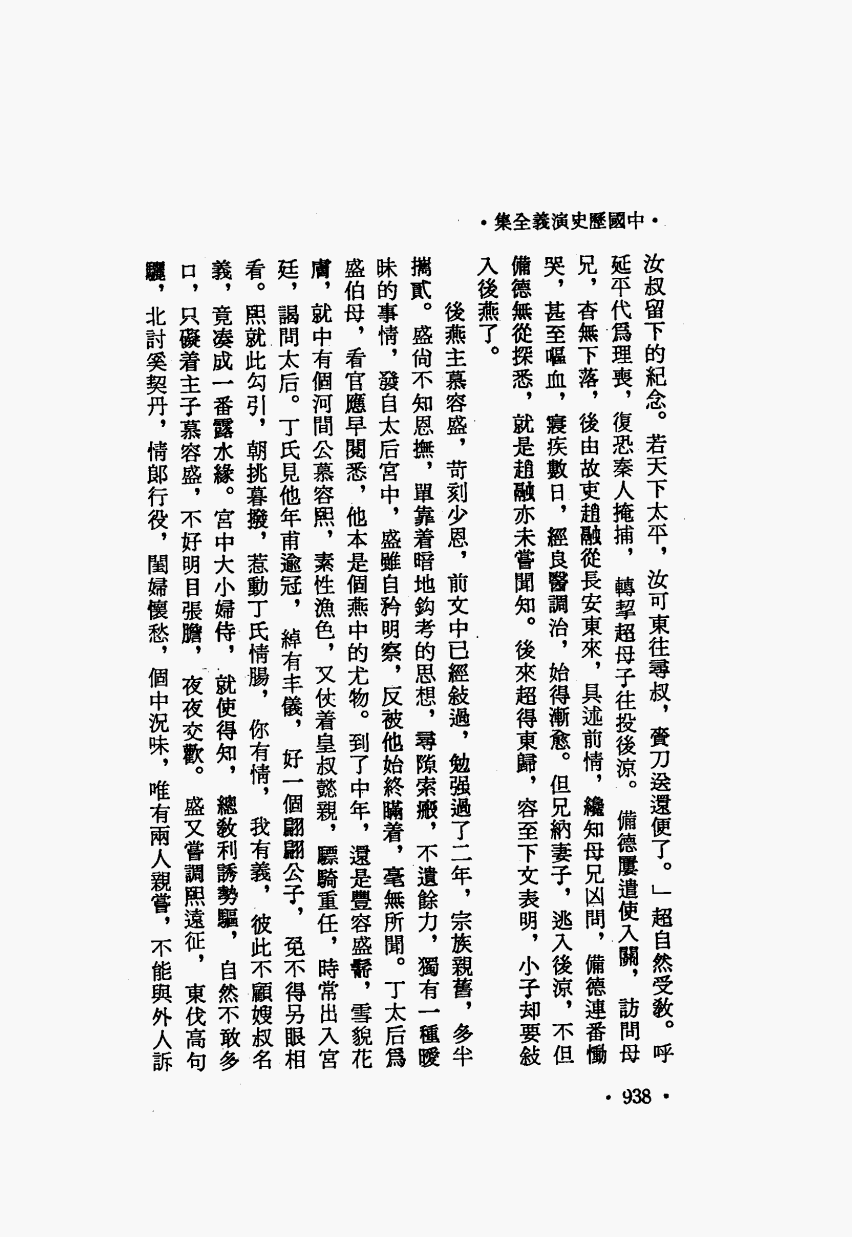 ·中國歷史演義全集·
汝叔留下的紀念。若天下太平，汝可東往尋叔，賫刀送還便了。」超自然受敎。呼
延平代爲理喪，復恐秦人掩捕，轉挈超母子往投後涼。備德屢遣使入關，訪問母
兄，杳無下落，後由故吏趙融從長安東來，具述前情，纔知母兄凶問，備德連番慟
哭，甚至嘔血，寢疾數日，經良醫調治，始得漸愈。但兄納妻子，逃入後涼，不但
備德無從探悉，就是趙融亦未嘗聞知。後來超得東歸，容至下文表明，小子却要敍
入後燕了。
後燕主慕容盛，苛刻少恩，前文中已經敍過，勉强過了二年，宗族親舊，多半
攜貳。盛尙不知恩撫，單靠着暗地鈎考的思想，尋隙索瘢，不遺餘力，獨有一種曖
昧的事情，發自太后宮中，盛雖自矜明察，反被他始終瞞着，毫無所聞。丁太后爲
盛伯母，看官應早閱悉，他本是個燕中的尤物。到了中年，還是豐容盛鬋，雪貌花
膚，就中有個河間公慕容熙，素性漁色，又仗着皇叔懿親，驃騎重任，時常出入宮
廷，謁問太后。丁氏見他年甫逾冠，綽有丰儀，好一個翩翩公子，免不得另眼相
看。熙就此勾引，朝挑暮撥，惹動丁氏情腸，你有情，我有義，彼此不顧嫂叔名
義，竟湊成一番露水緣。宮中大小婦侍，就使得知，總敎利誘勢驅，自然不敢多
口，只礙着主子慕容盛，不好明目張膽，夜夜交歡。盛又嘗調熙遠征，東伐高句
驪，北討奚契丹，情郞行役，閨婦懷愁，個中況味，唯有兩人親嘗，不能與外人訴
·938·